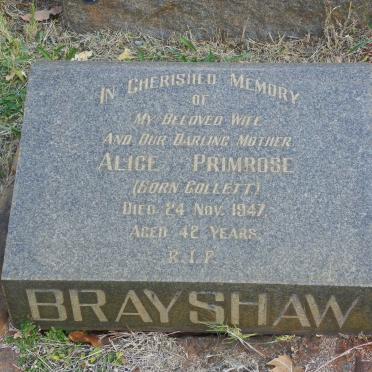 In Cherished Memory
of
My Beloved Wife
And Our Darling Mother
Alice Primrose
(Born Collett)
Died 24 Nov. 1947.
Aged 42 Years.
R.I.P.
BRAYSHAW